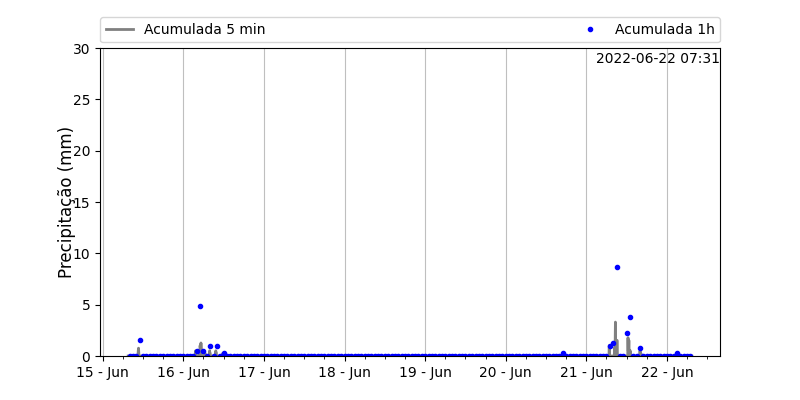 Acumulada 5 min Acumulada 1h
2022-06-22 07:31
Precipitação (mm)
30
25
20
15
10
5
0
15 - Jun 16 - Jun 17 - Jun 18 - Jun 19 - Jun 20 - Jun 21 - Jun 22 - Jun